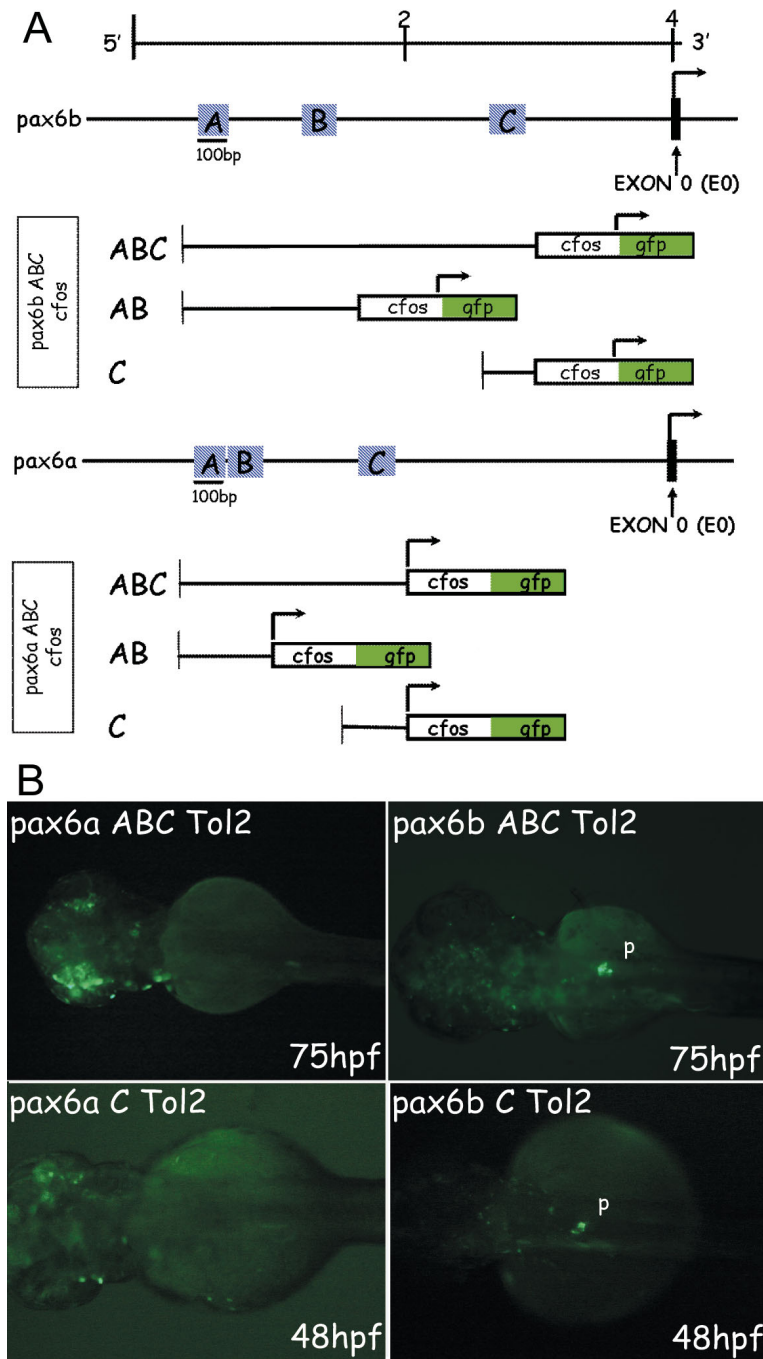 A
5' 2 4 3'
pax6b A B C
100bp
EXON 0 (E0)
pax6b ABC
cfos
ABC cfos gfp
AB cfos gfp
C cfos gfp
pax6a A B C
100bp
EXON 0 (E0)
pax6a ABC
cfos
ABC cfos gfp
AB cfos gfp
C cfos gfp
B
pax6a ABC Tol2
75hpf
pax6b ABC Tol2
p
75hpf
pax6a C Tol2
48hpf
pax6b C Tol2
p
48hpf